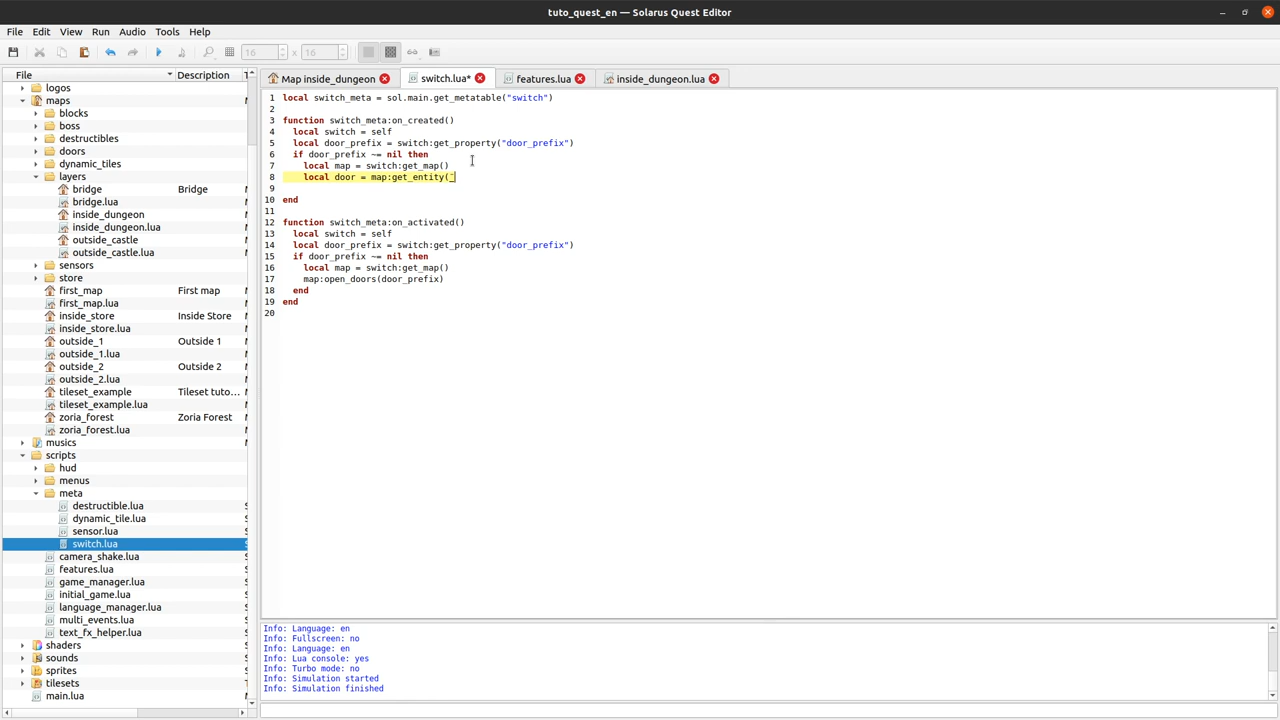 tuto_quest_en — Solarus Quest Editor
File Edit View Run Audio Tools Help
16 x 16
File Description
logos
maps
blocks
boss
destructibles
doors
dynamic_tiles
layers
bridge Bridge
bridge.lua
inside_dungeon
inside_dungeon.lua
outside_castle
outside_castle.lua
sensors
store
first_map First map
first_map.lua
inside_store Inside Store
inside_store.lua
outside_1 Outside 1
outside_1.lua
outside_2 Outside 2
outside_2.lua
tileset_example Tileset tuto...
tileset_example.lua
zoria_forest Zoria Forest
zoria_forest.lua
musics
scripts
hud
menus
meta
destructible.lua
dynamic_tile.lua
sensor.lua
switch.lua
camera_shake.lua
features.lua
game_manager.lua
initial_game.lua
language_manager.lua
multi_events.lua
text_fx_helper.lua
shaders
sounds
sprites
tilesets
main.lua
Map inside_dungeon switch.lua* features.lua inside_dungeon.lua
1 local switch_meta = sol.main.get_metatable("switch")
2
3 function switch_meta:on_created()
4 local switch = self
5 local door_prefix = switch:get_property("door_prefix")
6 if door_prefix ~= nil then
7 local map = switch:get_map()
8 local door = map:get_entity(_
9
10 end
11
12 function switch_meta:on_activated()
13 local switch = self
14 local door_prefix = switch:get_property("door_prefix")
15 if door_prefix ~= nil then
16 local map = switch:get_map()
17 map:open_doors(door_prefix)
18 end
19 end
20
Info: Language: en
Info: Fullscreen: no
Info: Language: en
Info: Lua console: yes
Info: Turbo mode: no
Info: Simulation started
Info: Simulation finished